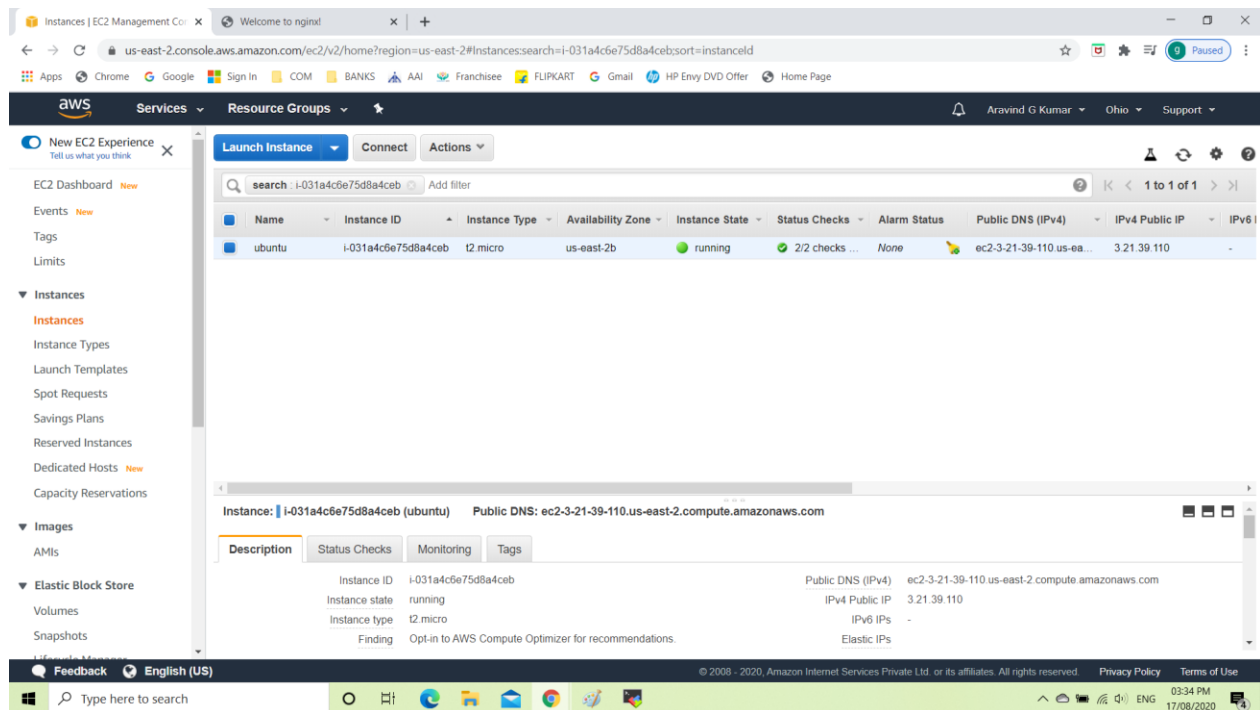 Instances | EC2 Management Con
Welcome to nginx!
us-east-2.console.aws.amazon.com/ec2/v2/home?region=us-east-2#Instances:search=i-031a4c6e75d8a4ceb;sort=instanceId
g Paused
Apps Chrome Google Sign In COM BANKS AAI Franchisee FLIPKART Gmail HP Envy DVD Offer Home Page
aws Services Resource Groups Aravind G Kumar Ohio Support
New EC2 Experience
Tell us what you think
EC2 Dashboard New
Events New
Tags
Limits
Instances
Instances
Instance Types
Launch Templates
Spot Requests
Savings Plans
Reserved Instances
Dedicated Hosts New
Capacity Reservations
Images
AMIs
Elastic Block Store
Volumes
Snapshots
Lifecycle Manager
Launch Instance Connect Actions
search : i-031a4c6e75d8a4ceb Add filter 1 to 1 of 1
Name Instance ID Instance Type Availability Zone Instance State Status Checks Alarm Status Public DNS (IPv4) IPv4 Public IP IPv6 I
ubuntu i-031a4c6e75d8a4ceb t2.micro us-east-2b running 2/2 checks ... None ec2-3-21-39-110.us-ea... 3.21.39.110 -
Instance: i-031a4c6e75d8a4ceb (ubuntu) Public DNS: ec2-3-21-39-110.us-east-2.compute.amazonaws.com
Description Status Checks Monitoring Tags
Instance ID i-031a4c6e75d8a4ceb Public DNS (IPv4) ec2-3-21-39-110.us-east-2.compute.amazonaws.com
Instance state running IPv4 Public IP 3.21.39.110
Instance type t2.micro IPv6 IPs -
Finding Opt-in to AWS Compute Optimizer for recommendations. Elastic IPs
Feedback English (US) © 2008 - 2020, Amazon Internet Services Private Ltd. or its affiliates. All rights reserved. Privacy Policy Terms of Use
Type here to search ENG 03:34 PM
17/08/2020 4